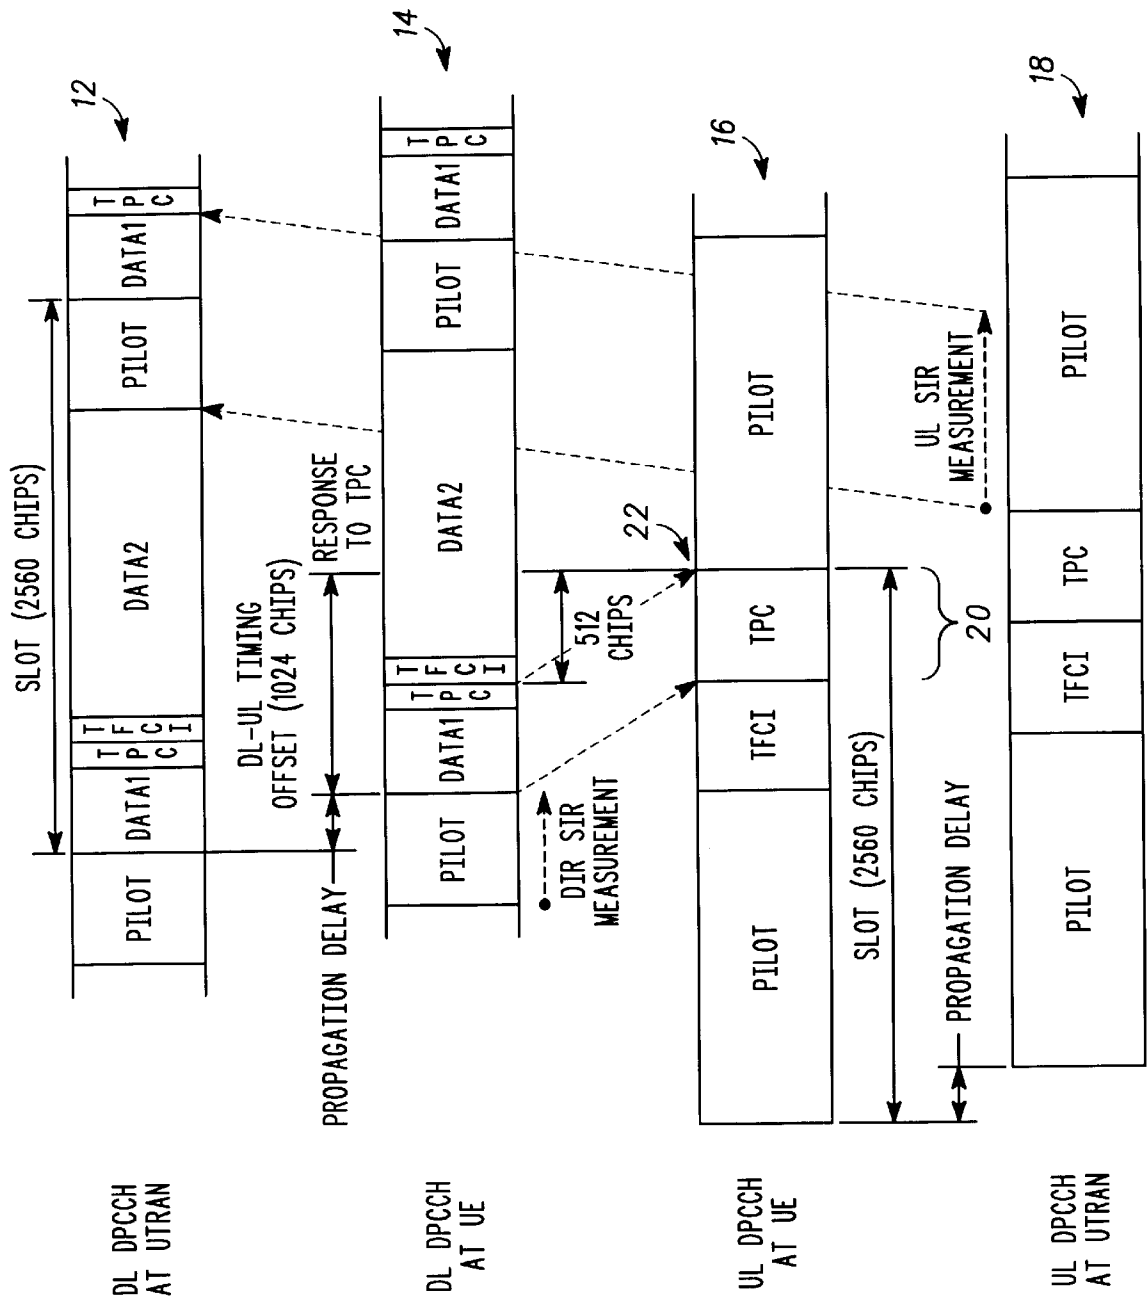 DL DPCCH
AT UTRAN
PILOT
DATA1
TPC
TFCI
DATA2
PILOT
DATA1
TPC
SLOT (2560 CHIPS)
12
PROPAGATION DELAY
DL-UL TIMING
OFFSET (1024 CHIPS)
RESPONSE
TO TPC
DL DPCCH
AT UE
PILOT
DATA1
TPC
TFCI
DATA2
PILOT
DATA1
TPC
14
DIR SIR
MEASUREMENT
512
CHIPS
22
UL DPCCH
AT UE
PILOT
TFCI
TPC
PILOT
16
SLOT (2560 CHIPS)
20
PROPAGATION DELAY
UL SIR
MEASUREMENT
UL DPCCH
AT UTRAN
PILOT
TFCI
TPC
PILOT
18